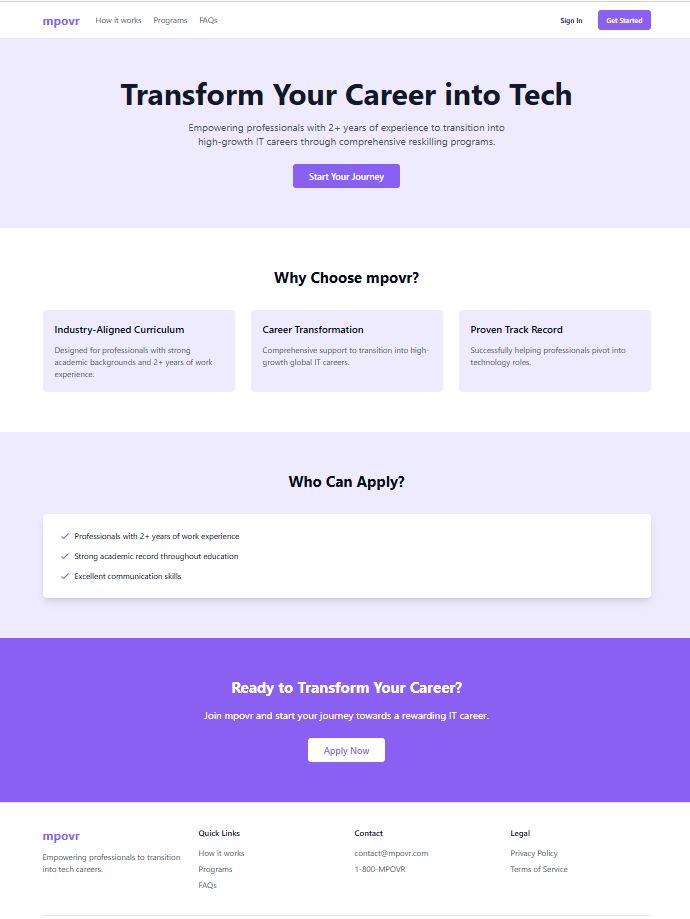 mpovr How it works Programs FAQs Sign In Get Started
Transform Your Career into Tech
Empowering professionals with 2+ years of experience to transition into
high-growth IT careers through comprehensive reskilling programs.
Start Your Journey
Why Choose mpovr?
Industry-Aligned Curriculum
Designed for professionals with strong
academic backgrounds and 2+ years of work
experience.
Career Transformation
Comprehensive support to transition into high-
growth global IT careers.
Proven Track Record
Successfully helping professionals pivot into
technology roles.
Who Can Apply?
Professionals with 2+ years of work experience
Strong academic record throughout education
Excellent communication skills
Ready to Transform Your Career?
Join mpovr and start your journey towards a rewarding IT career.
Apply Now
mpovr
Empowering professionals to transition
into tech careers.
Quick Links
How it works
Programs
FAQs
Contact
contact@mpovr.com
1-800-MPOVR
Legal
Privacy Policy
Terms of Service